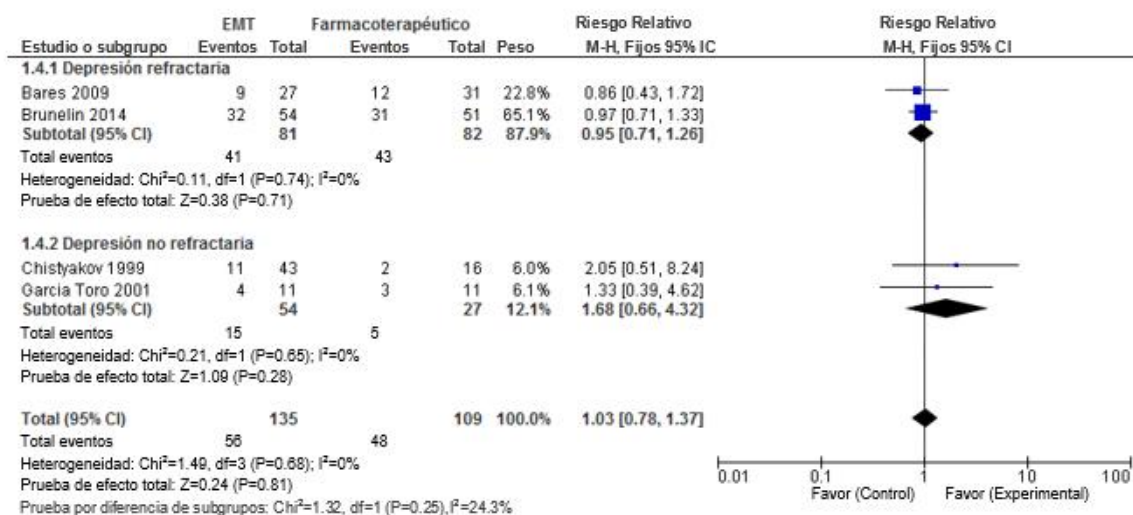 EMT Farmacoterapéutico Riesgo Relativo Riesgo Relativo
Estudio o subgrupo Eventos Total Eventos Total Peso M-H, Fijos 95% IC M-H, Fijos 95% CI
1.4.1 Depresión refractaria
Bares 2009 9 27 12 31 22.8% 0.86 [0.43, 1.72]
Brunelin 2014 32 54 31 51 65.1% 0.97 [0.71, 1.33]
Subtotal (95% CI) 81 82 87.9% 0.95 [0.71, 1.26]
Total eventos 41 43
Heterogeneidad: Chi²=0.11, df=1 (P=0.74); I²=0%
Prueba de efecto total: Z=0.38 (P=0.71)
1.4.2 Depresión no refractaria
Chistyakov 1999 11 43 2 16 6.0% 2.05 [0.51, 8.24]
Garcia Toro 2001 4 11 3 11 6.1% 1.33 [0.39, 4.62]
Subtotal (95% CI) 54 27 12.1% 1.68 [0.66, 4.32]
Total eventos 15 5
Heterogeneidad: Chi²=0.21, df=1 (P=0.65); I²=0%
Prueba de efecto total: Z=1.09 (P=0.28)
Total (95% CI) 135 109 100.0% 1.03 [0.78, 1.37]
Total eventos 56 48
Heterogeneidad: Chi²=1.49, df=3 (P=0.68); I²=0%
Prueba de efecto total: Z=0.24 (P=0.81)
Prueba por diferencia de subgrupos: Chi²=1.32, df=1 (P=0.25),I²=24.3%
0.01 0.1 1 10 100
Favor (Control) Favor (Experimental)